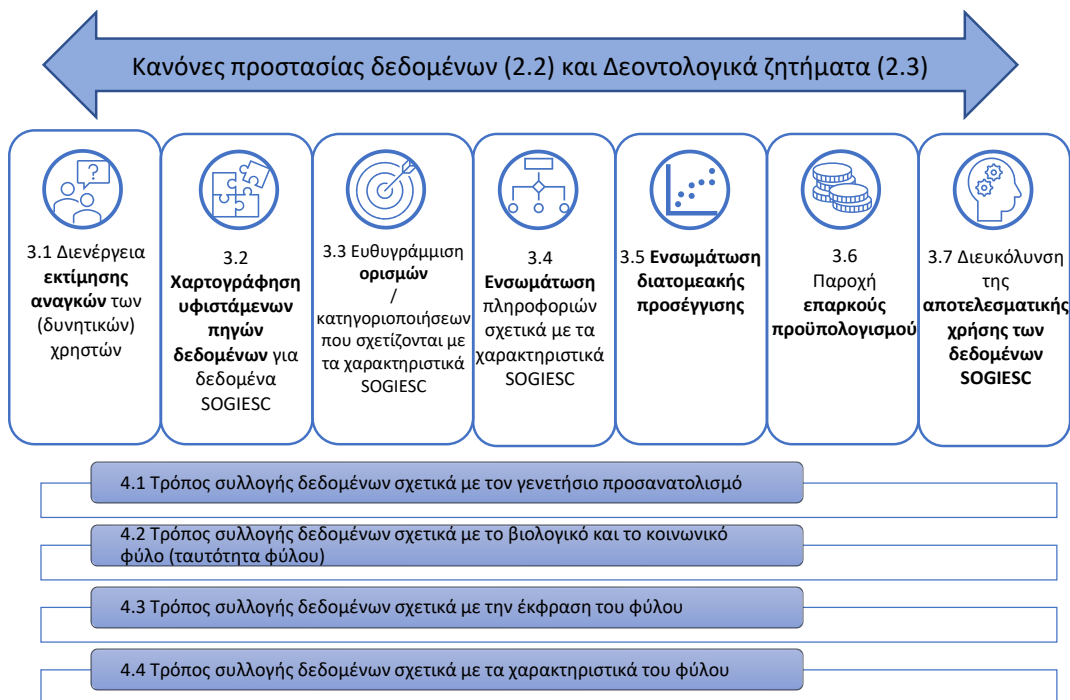 Κανόνες προστασίας δεδομένων (2.2) και Δεοντολογικά ζητήματα (2.3)
?
3.1 Διενέργεια
εκτίμησης
αναγκών των
(δυνητικών)
χρηστών
3.2
Χαρτογράφηση
υφιστάμενων
πηγών
δεδομένων για
δεδομένα
SOGIESC
3.3 Ευθυγράμμιση
ορισμών
/
κατηγοριοποιήσεων
που σχετίζονται με
τα χαρακτηριστικά
SOGIESC
3.4
Ενσωμάτωση
πληροφοριών
σχετικά με τα
χαρακτηριστικά
SOGIESC
3.5 Ενσωμάτωση
διατομεακής
προσέγγισης
3.6
Παροχή
επαρκούς
προϋπολογισμού
3.7 Διευκόλυνση
της
αποτελεσματικής
χρήσης των
δεδομένων
SOGIESC
4.1 Τρόπος συλλογής δεδομένων σχετικά με τον γενετήσιο προσανατολισμό
4.2 Τρόπος συλλογής δεδομένων σχετικά με το βιολογικό και το κοινωνικό
φύλο (ταυτότητα φύλου)
4.3 Τρόπος συλλογής δεδομένων σχετικά με την έκφραση του φύλου
4.4 Τρόπος συλλογής δεδομένων σχετικά με τα χαρακτηριστικά του φύλου